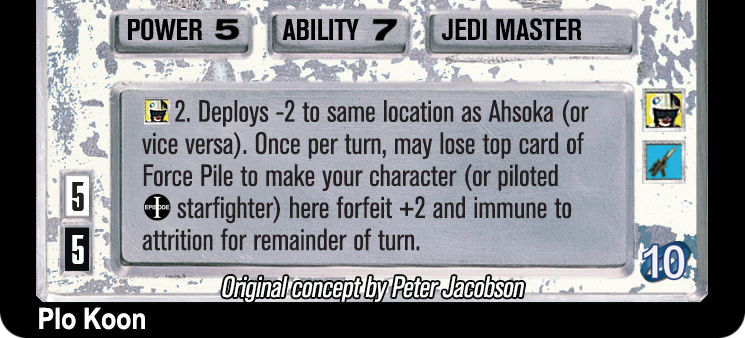 POWER 5 ABILITY 7 JEDI MASTER
2. Deploys -2 to same location as Ahsoka (or
vice versa). Once per turn, may lose top card of
Force Pile to make your character (or piloted
EPISODE I starfighter) here forfeit +2 and immune to
attrition for remainder of turn.
5
5
10
Original concept by Peter Jacobson
Plo Koon